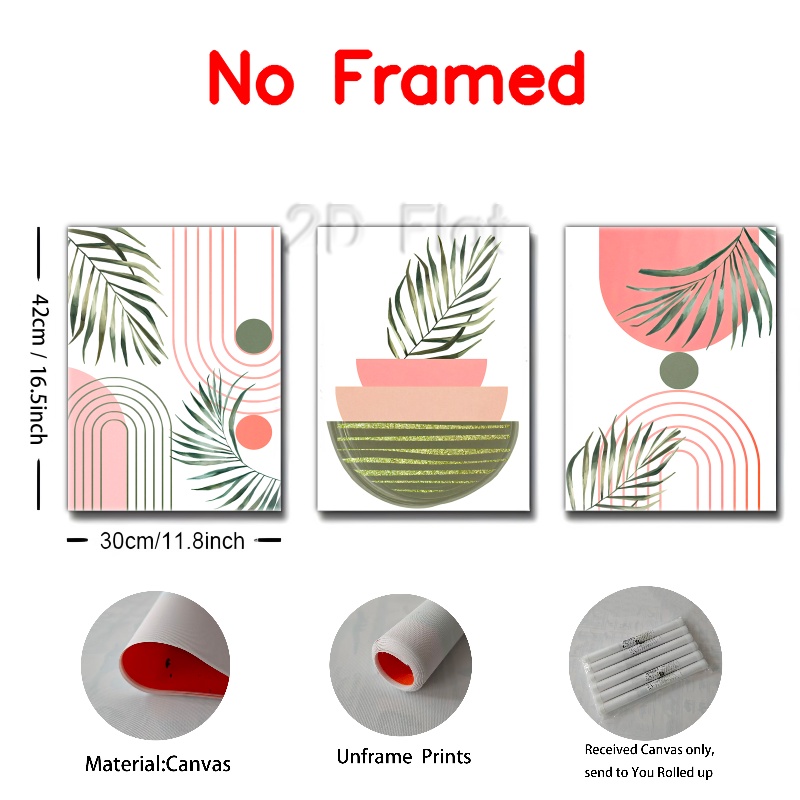 No Framed
2D Flat
42cm / 16.5inch
30cm/11.8inch
Material:Canvas
Unframe Prints
Received Canvas only,
send to You Rolled up